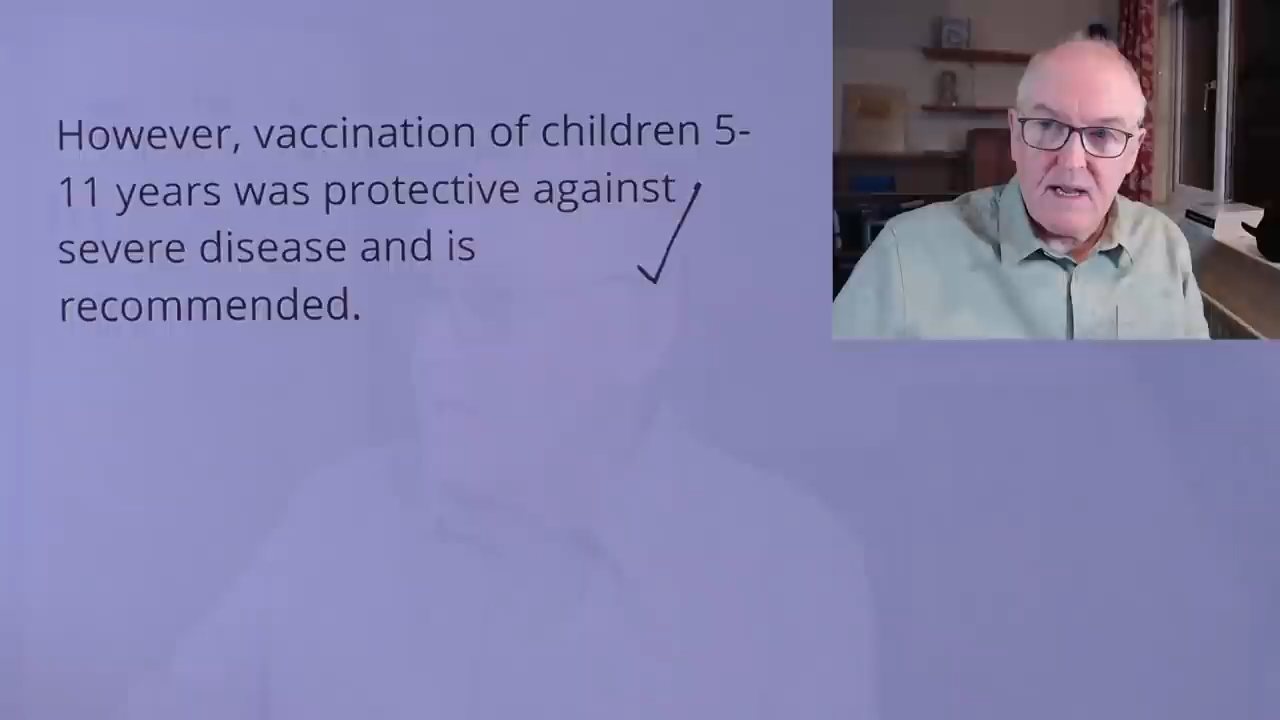 However, vaccination of children 5-
11 years was protective against
severe disease and is
recommended.